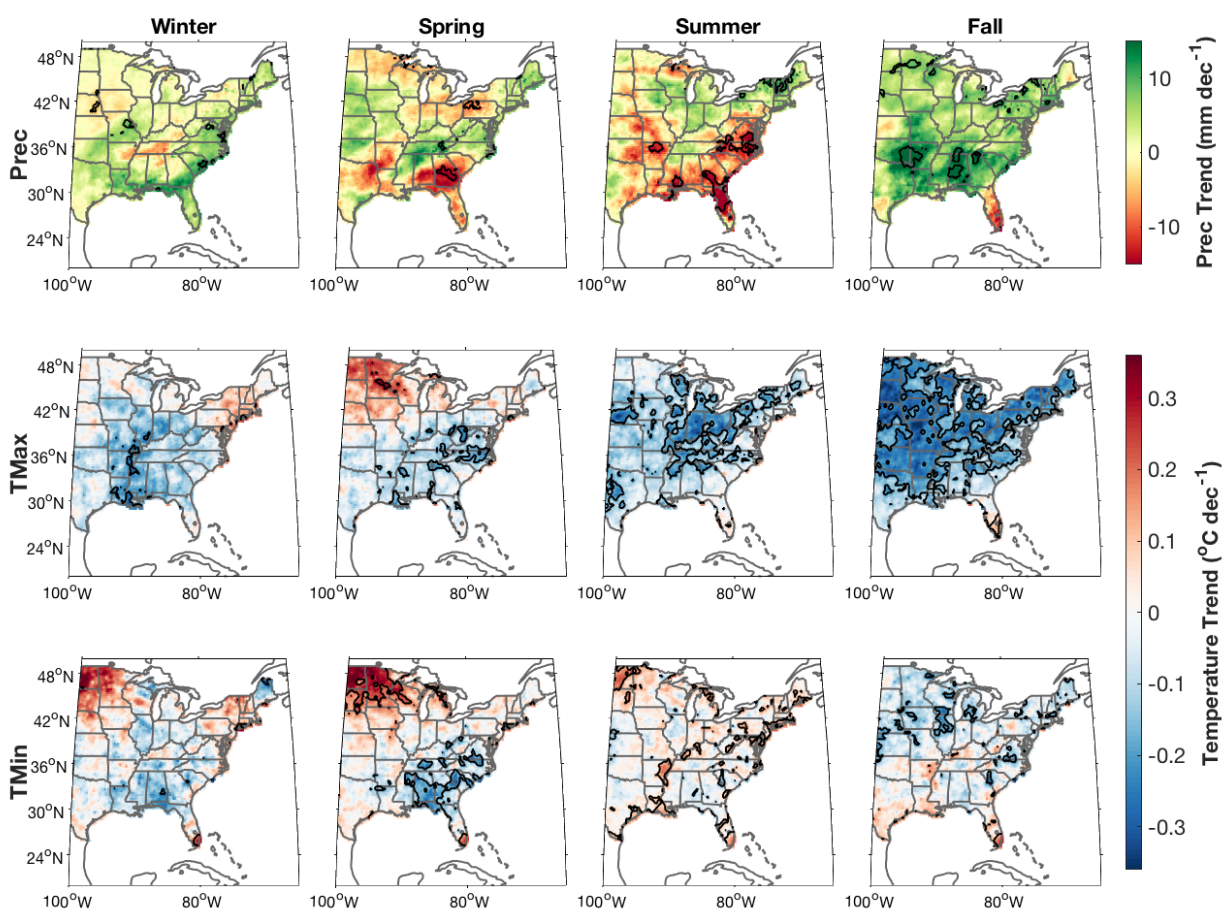 Winter Spring Summer Fall
Prec
48°N
42°N
36°N
30°N
24°N
100°W 80°W 100°W 80°W 100°W 80°W 100°W 80°W
10
0
-10
Prec Trend (mm dec⁻¹)
TMax
48°N
42°N
36°N
30°N
24°N
100°W 80°W 100°W 80°W 100°W 80°W 100°W 80°W
TMin
48°N
42°N
36°N
30°N
24°N
100°W 80°W 100°W 80°W 100°W 80°W 100°W 80°W
0.3
0.2
0.1
0
-0.1
-0.2
-0.3
Temperature Trend (°C dec⁻¹)